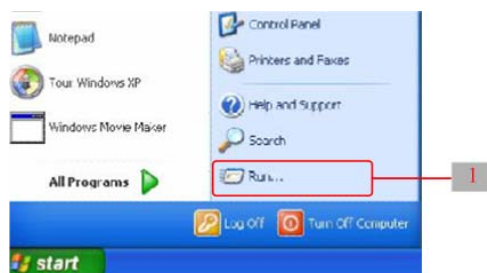 Notepad
Tour Windows XP
Windows Movie Maker
All Programs
Control Panel
Printers and Faxes
Help and Support
Search
Run...
1
Log Off
Turn Off Computer
start